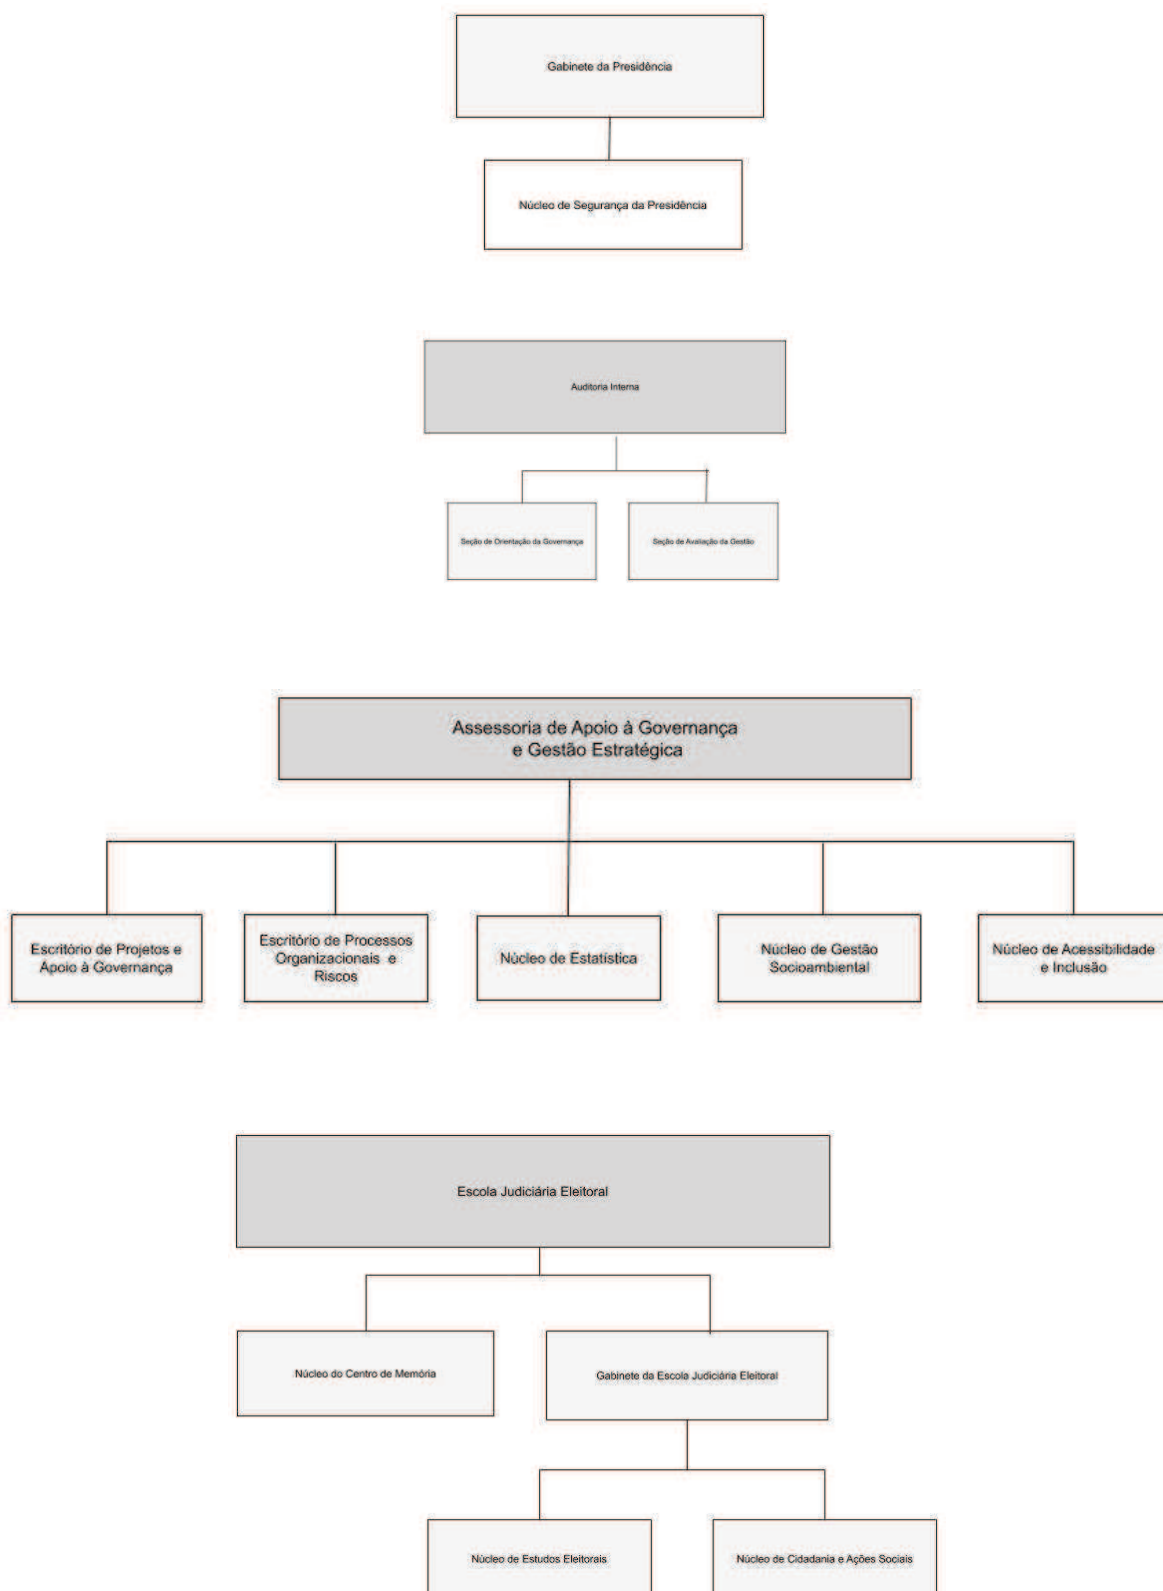 Gabinete da Presidência
Núcleo de Segurança da Presidência
Auditoria Interna
Seção de Orientação da Governança
Seção de Avaliação da Gestão
Assessoria de Apoio à Governança
e Gestão Estratégica
Escritório de Projetos e
Apoio à Governança
Escritório de Processos
Organizacionais e
Riscos
Núcleo de Estatística
Núcleo de Gestão
Socioambiental
Núcleo de Acessibilidade
e Inclusão
Escola Judiciária Eleitoral
Núcleo do Centro de Memória
Gabinete da Escola Judiciária Eleitoral
Núcleo de Estudos Eleitorais
Núcleo de Cidadania e Ações Sociais